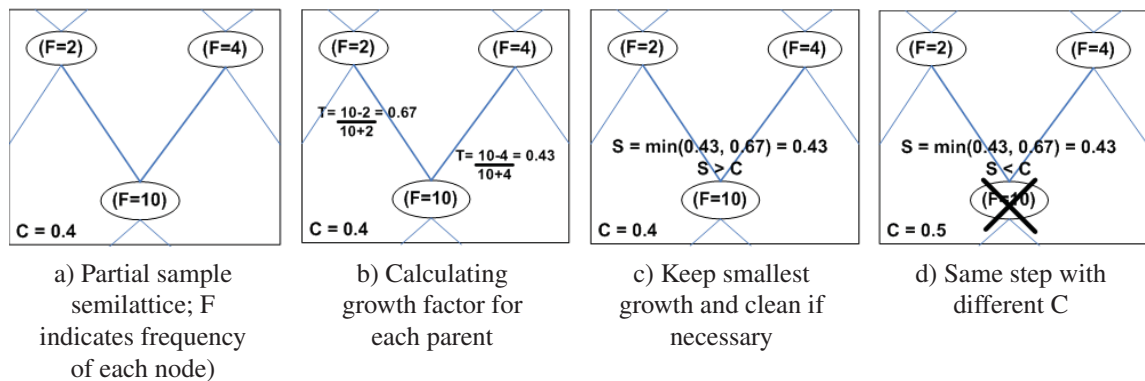 (F=2) (F=4)
(F=10)
C = 0.4
a) Partial sample
semilattice; F
indicates frequency
of each node)
(F=2) (F=4)
T= 10-2 = 0.67
10+2
T= 10-4 = 0.43
10+4
(F=10)
C = 0.4
b) Calculating
growth factor for
each parent
(F=2) (F=4)
S = min(0.43, 0.67) = 0.43
S > C
(F=10)
C = 0.4
c) Keep smallest
growth and clean if
necessary
(F=2) (F=4)
S = min(0.43, 0.67) = 0.43
S < C
(F=10)
C = 0.5
d) Same step with
different C